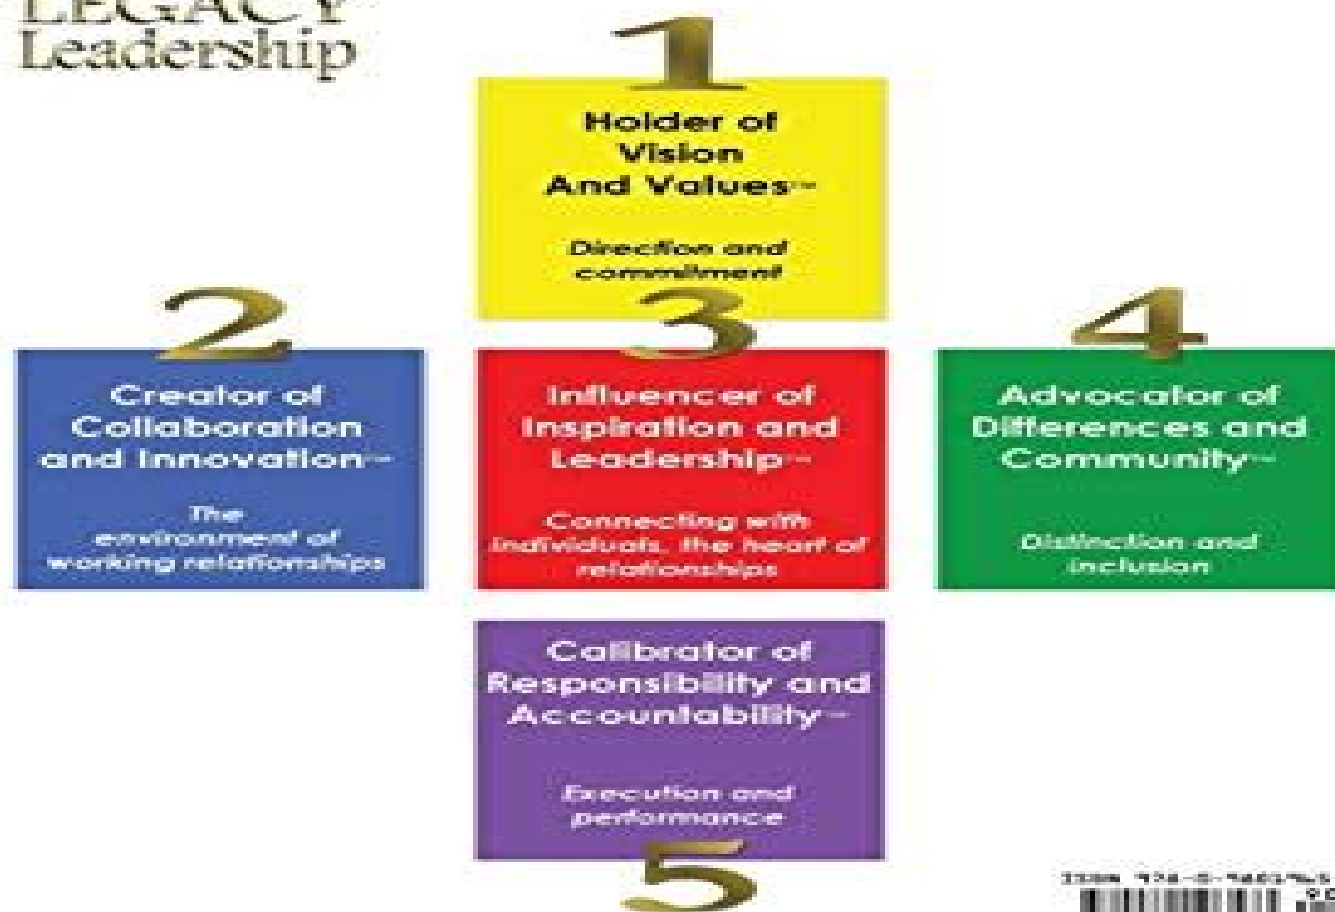 LEGACY
Leadership
1
Holder of
Vision
And Values™
Direction and
commitment
2
Creator of
Collaboration
and Innovation™
The
environment of
working relationships
3
Influencer of
Inspiration and
Leadership™
Connecting with
individuals, the heart of
relationships
4
Advocator of
Differences and
Community™
Distinction and
inclusion
Calibrator of
Responsibility and
Accountability™
Execution and
performance
5
ISBN